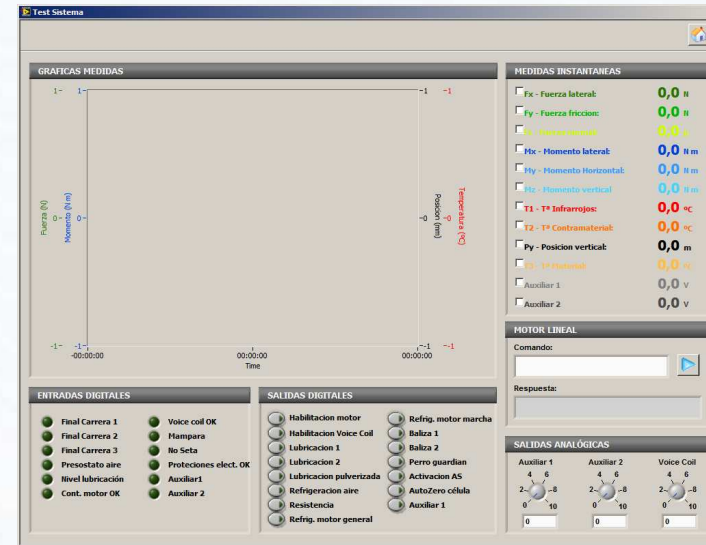 Test Sistema
GRAFICAS MEDIDAS
1- 1- -1 -1
Fuerza (N)
Momento (N m)
0- 0- -0 -0
Posicion (mm)
Temperatura (ºC)
-1- -1- --1 --1
-00:00:00 00:00:00 00:00:00
Time
MEDIDAS INSTANTANEAS
Fx - Fuerza lateral: 0,0 N
Fy - Fuerza friccion: 0,0 N
0,0
Mx - Momento lateral: 0,0 N m
My - Momento Horizontal: 0,0 N m
Mz - Momento vertical 0,0 N m
T1 - Tª Infrarrojos: 0,0 ºC
T2 - Tª Contramaterial: 0,0 ºC
Py - Posicion vertical: 0,0 m
0,0
Auxiliar 1 0,0 V
Auxiliar 2 0,0 V
MOTOR LINEAL
Comando:
Respuesta:
ENTRADAS DIGITALES
Final Carrera 1
Final Carrera 2
Final Carrera 3
Presostato aire
Nivel lubricación
Cont. motor OK
Voice coil OK
Mampara
No Seta
Proteciones elect. OK
Auxiliar1
Auxiliar 2
SALIDAS DIGITALES
Habilitacion motor
Habilitacion Voice Coil
Lubricacion 1
Lubricacion 2
Lubricacion pulverizada
Refrigeracion aire
Resistencia
Refrig. motor general
Refrig. motor marcha
Baliza 1
Baliza 2
Perro guardian
Activacion AS
AutoZero célula
Auxiliar 1
SALIDAS ANALÓGICAS
Auxiliar 1 Auxiliar 2 Voice Coil
4 6 4 6 4 6
2- -8 2- -8 2- -8
0 10 0 10 0 10
0 0 0